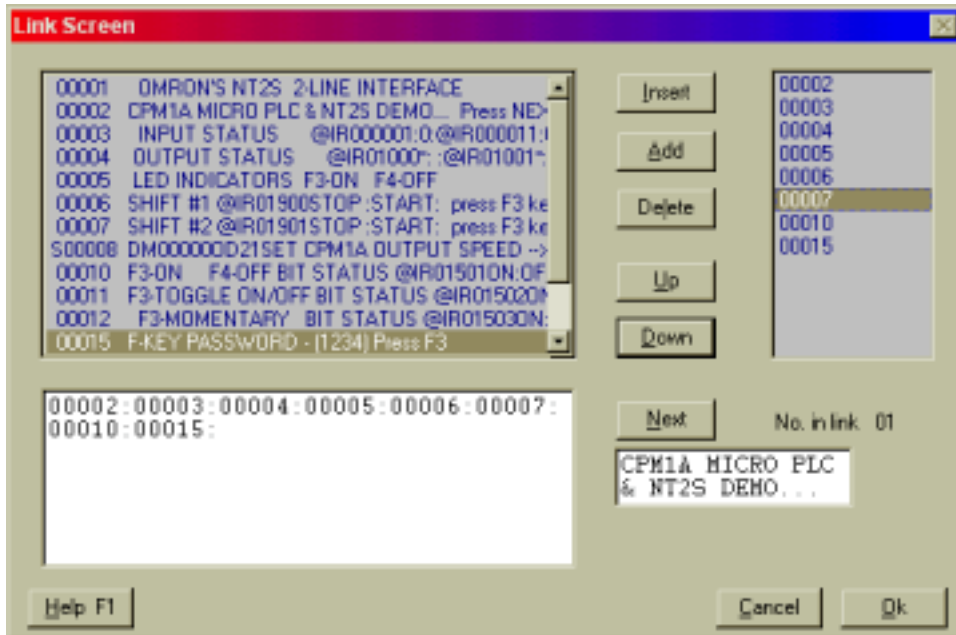 Link Screen
00001 OMRON'S NT2S 2-LINE INTERFACE
00002 CPM1A MICRO PLC & NT2S DEMO... Press NEX
00003 INPUT STATUS @IR000001:0:@IR000011:0
00004 OUTPUT STATUS @IR01000^: :@IR01001^:
00005 LED INDICATORS F3-ON F4-OFF
00006 SHIFT #1 @IR01900STOP :START: press F3 ke
00007 SHIFT #2 @IR01901STOP :START: press F3 ke
S00008 DM000000D21SET CPM1A OUTPUT SPEED -->
00010 F3-ON F4-OFF BIT STATUS @IR01501ON:OF
00011 F3-TOGGLE ON/OFF BIT STATUS @IR01502ON
00012 F3-MOMENTARY BIT STATUS @IR01503ON:
00015 F-KEY PASSWORD - (1234) Press F3
Insert
Add
Delete
Up
Down
00002
00003
00004
00005
00006
00007
00010
00015
00002:00003:00004:00005:00006:00007:
00010:00015:
Next
No. in link 01
CPM1A MICRO PLC
& NT2S DEMO...
Help F1
Cancel
Ok